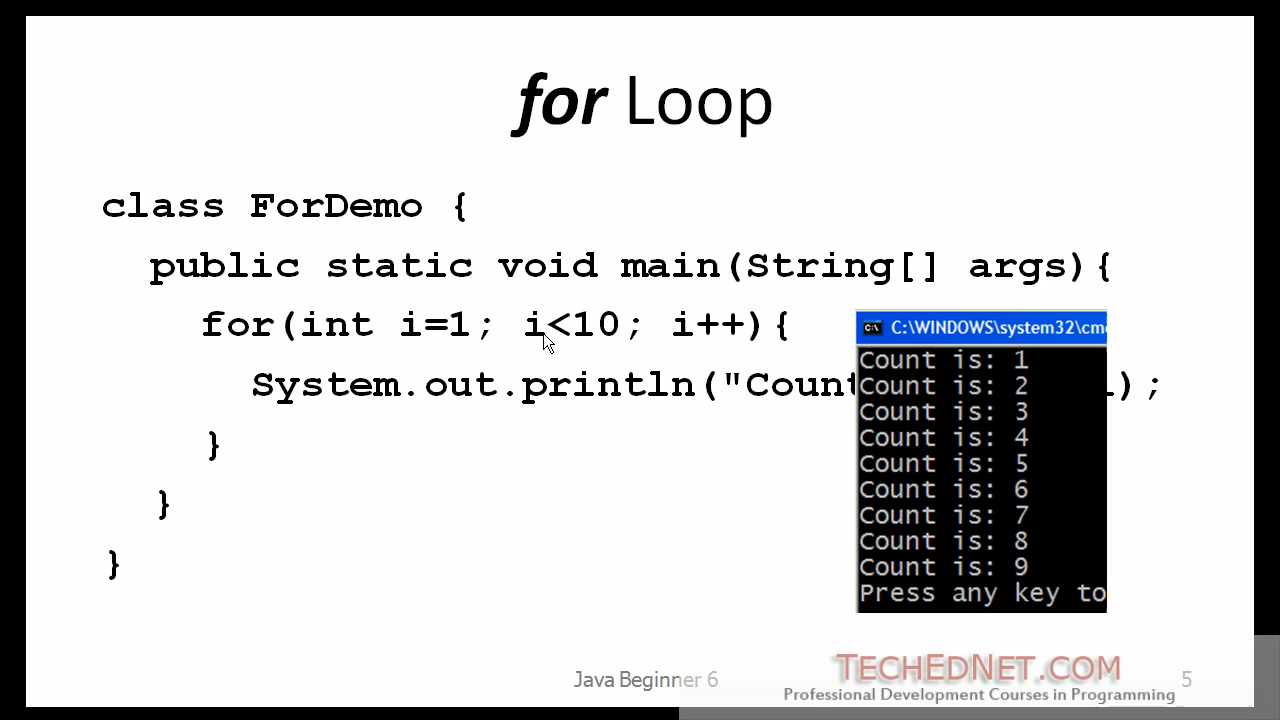 for Loop
class ForDemo {
public static void main(String[] args){
for(int i=1; i<10; i++){
System.out.println("Count );
}
}
}
C:\WINDOWS\system32\cm
Count is: 1
Count is: 2
Count is: 3
Count is: 4
Count is: 5
Count is: 6
Count is: 7
Count is: 8
Count is: 9
Press any key to
Java Beginner 6
TECHEDNET.COM
Professional Development Courses in Programming
5